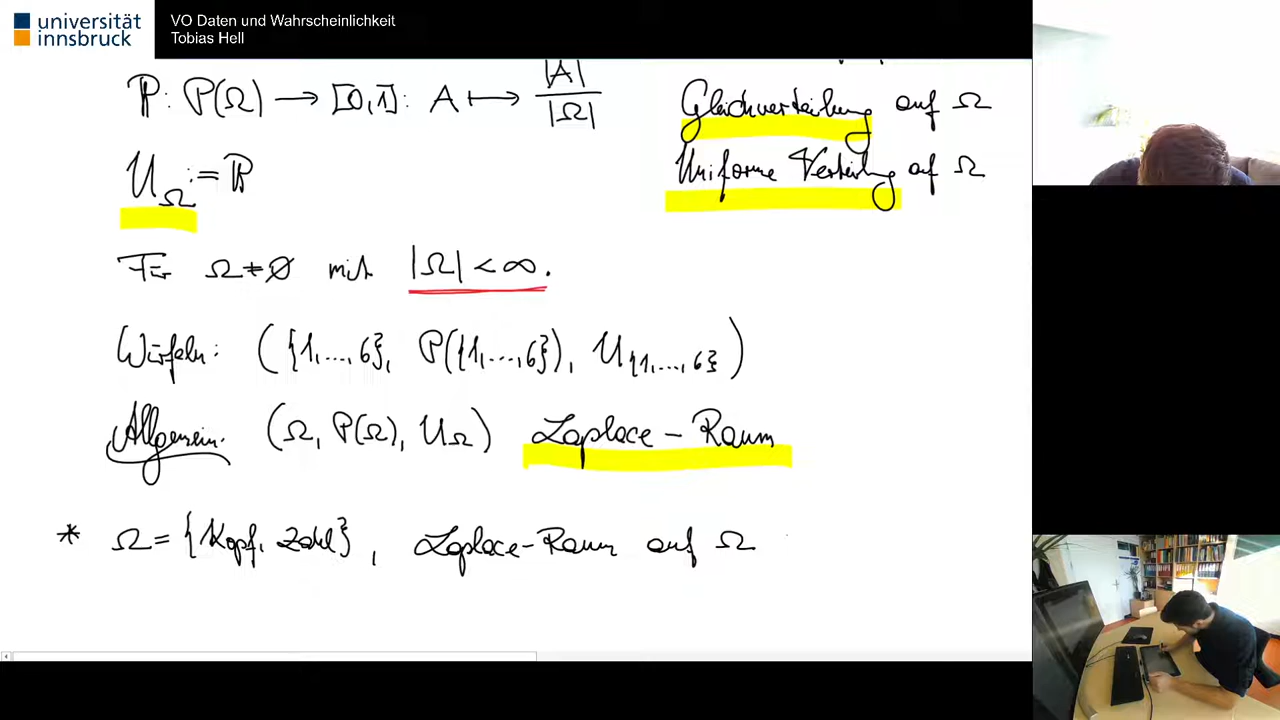 universität innsbruck
VO Daten und Wahrscheinlichkeit
Tobias Hell
ℙ: P(Ω) → [0,1]: A ↦ |A|/|Ω|
Gleichverteilung auf Ω
U_Ω := ℙ
Uniforme Verteilung auf Ω
Für Ω ≠ ∅ mit |Ω| < ∞.
Würfeln: ({1,...,6}, P({1,...,6}), U_{1,...,6})
Allgemein: (Ω, P(Ω), U_Ω) Laplace-Raum
* Ω = {Kopf, Zahl}, Laplace-Raum auf Ω